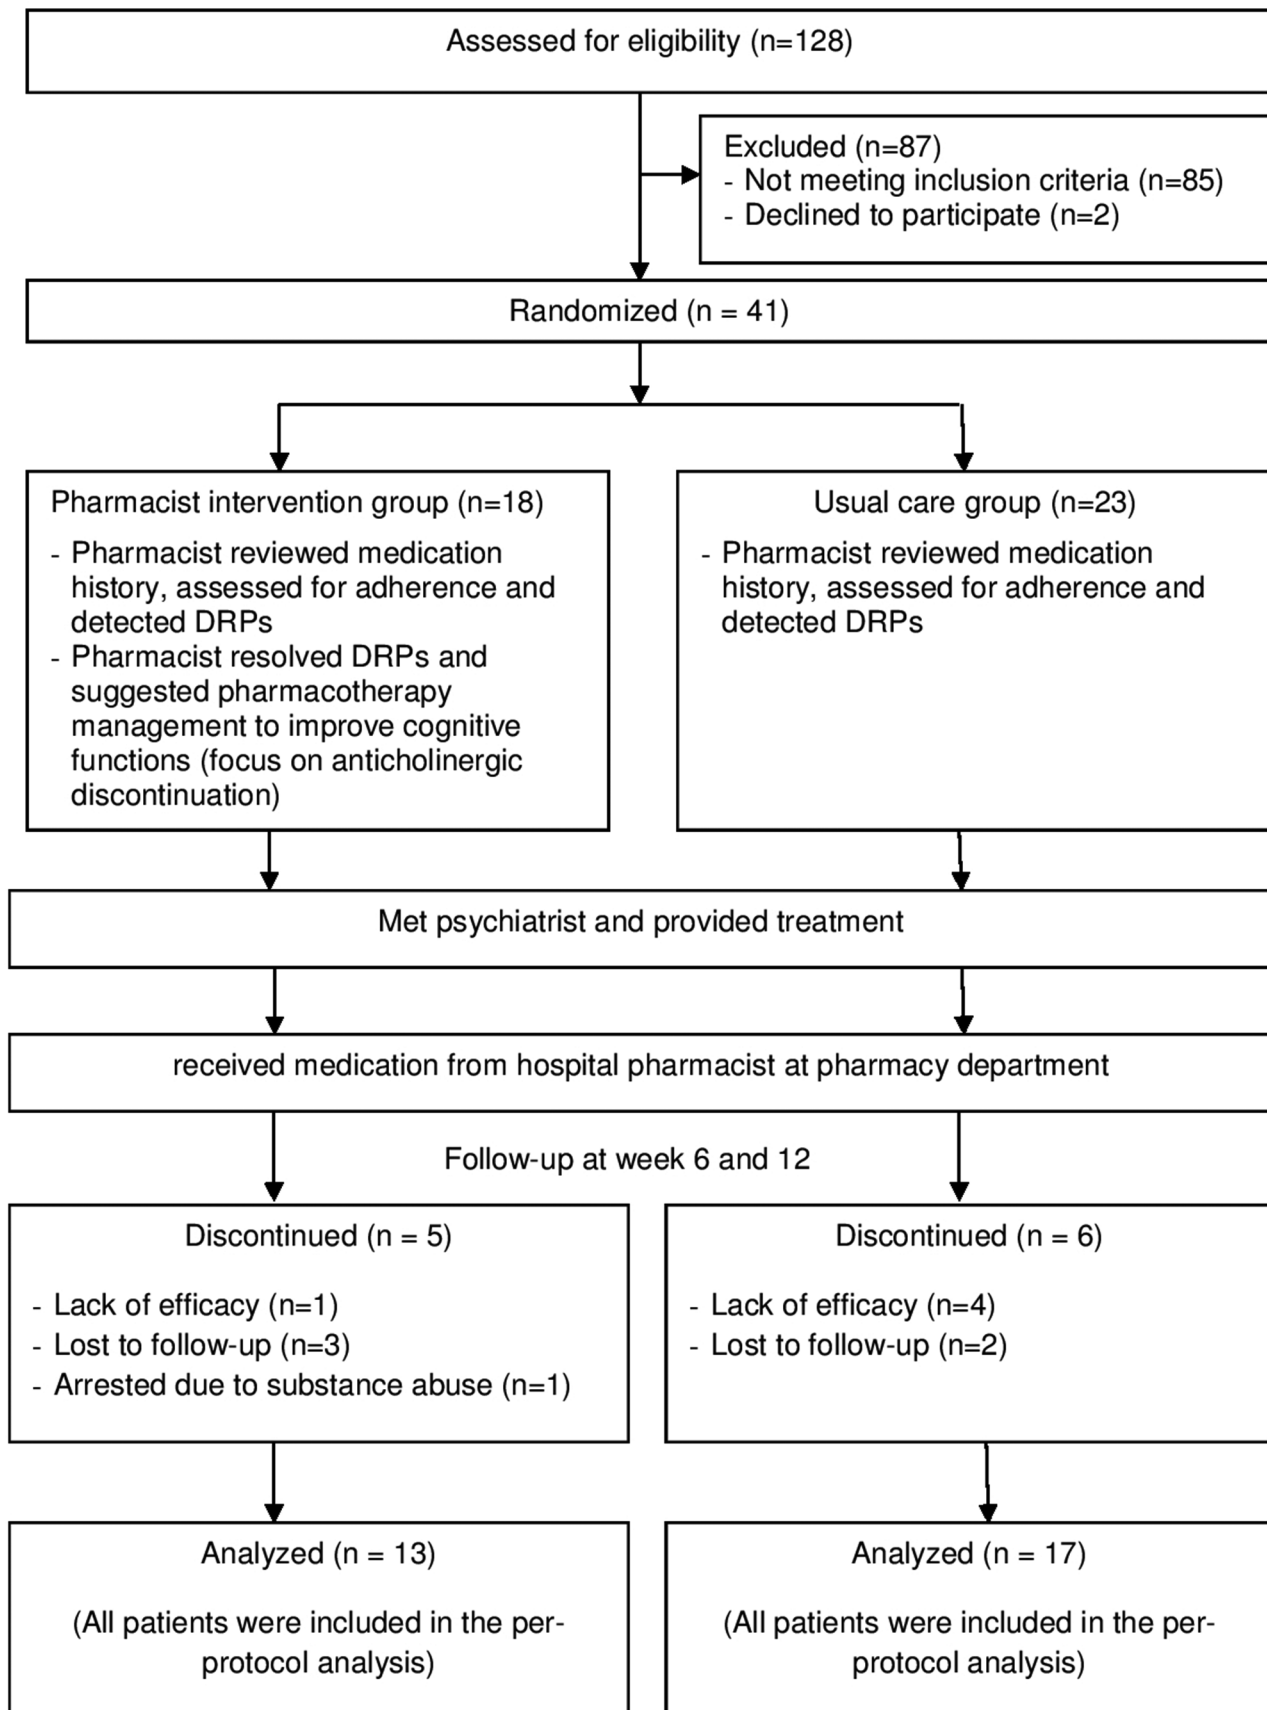 Assessed for eligibility (n=128)
Excluded (n=87)
- Not meeting inclusion criteria (n=85)
- Declined to participate (n=2)
Randomized (n = 41)
Pharmacist intervention group (n=18)
- Pharmacist reviewed medication
history, assessed for adherence and
detected DRPs
- Pharmacist resolved DRPs and
suggested pharmacotherapy
management to improve cognitive
functions (focus on anticholinergic
discontinuation)
Usual care group (n=23)
- Pharmacist reviewed medication
history, assessed for adherence and
detected DRPs
Met psychiatrist and provided treatment
received medication from hospital pharmacist at pharmacy department
Follow-up at week 6 and 12
Discontinued (n = 5)
- Lack of efficacy (n=1)
- Lost to follow-up (n=3)
- Arrested due to substance abuse (n=1)
Discontinued (n = 6)
- Lack of efficacy (n=4)
- Lost to follow-up (n=2)
Analyzed (n = 13)
(All patients were included in the per-
protocol analysis)
Analyzed (n = 17)
(All patients were included in the per-
protocol analysis)